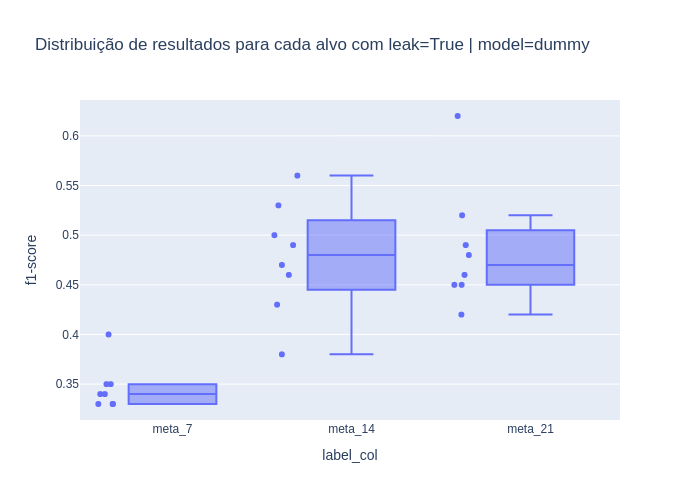 Distribuição de resultados para cada alvo com leak=True | model=dummy
0.6
0.55
0.5
0.45
0.4
0.35
f1-score
meta_7
meta_14
meta_21
label_col